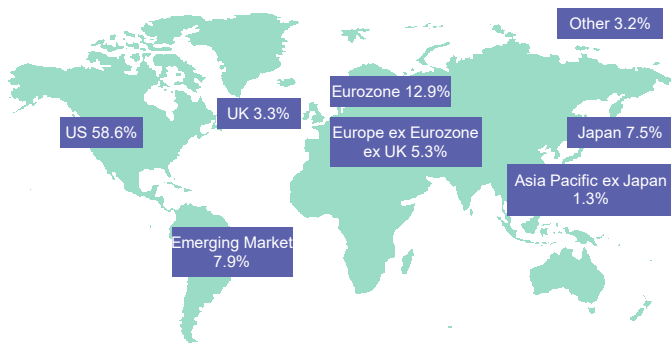 Other 3.2%
Eurozone 12.9%
UK 3.3%
US 58.6%
Europe ex Eurozone
ex UK 5.3%
Japan 7.5%
Asia Pacific ex Japan
1.3%
Emerging Market
7.9%